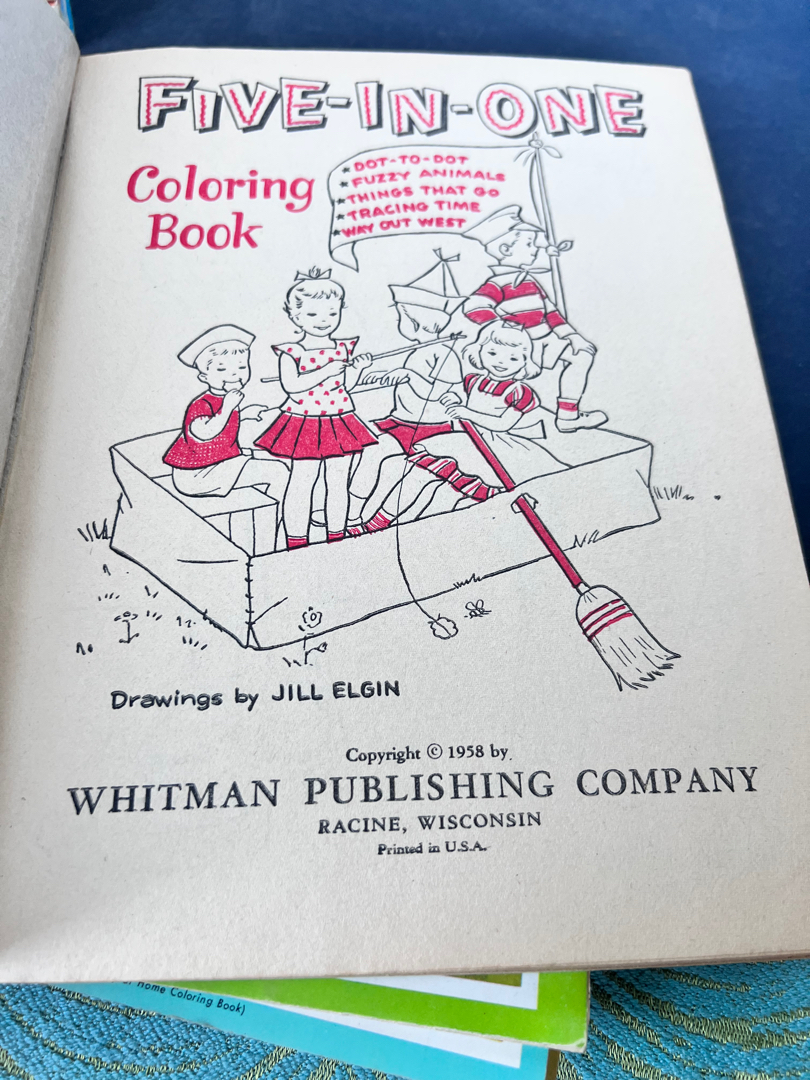 FIVE-IN-ONE
Coloring
Book
★DOT-TO-DOT
★FUZZY ANIMALS
★THINGS THAT GO
★TRACING TIME
★WAY OUT WEST
Drawings by JILL ELGIN
Copyright © 1958 by
WHITMAN PUBLISHING COMPANY
RACINE, WISCONSIN
Printed in U.S.A.
Home Coloring Book)